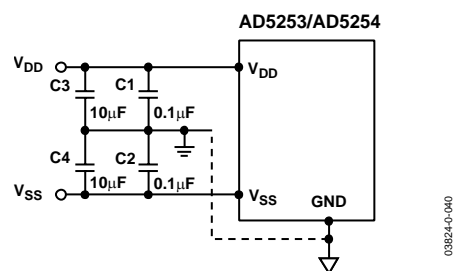 AD5253/AD5254
VDD
VDD
C3
C1
10µF
0.1µF
C4
C2
10µF
0.1µF
VSS
VSS
GND
03824-0-040